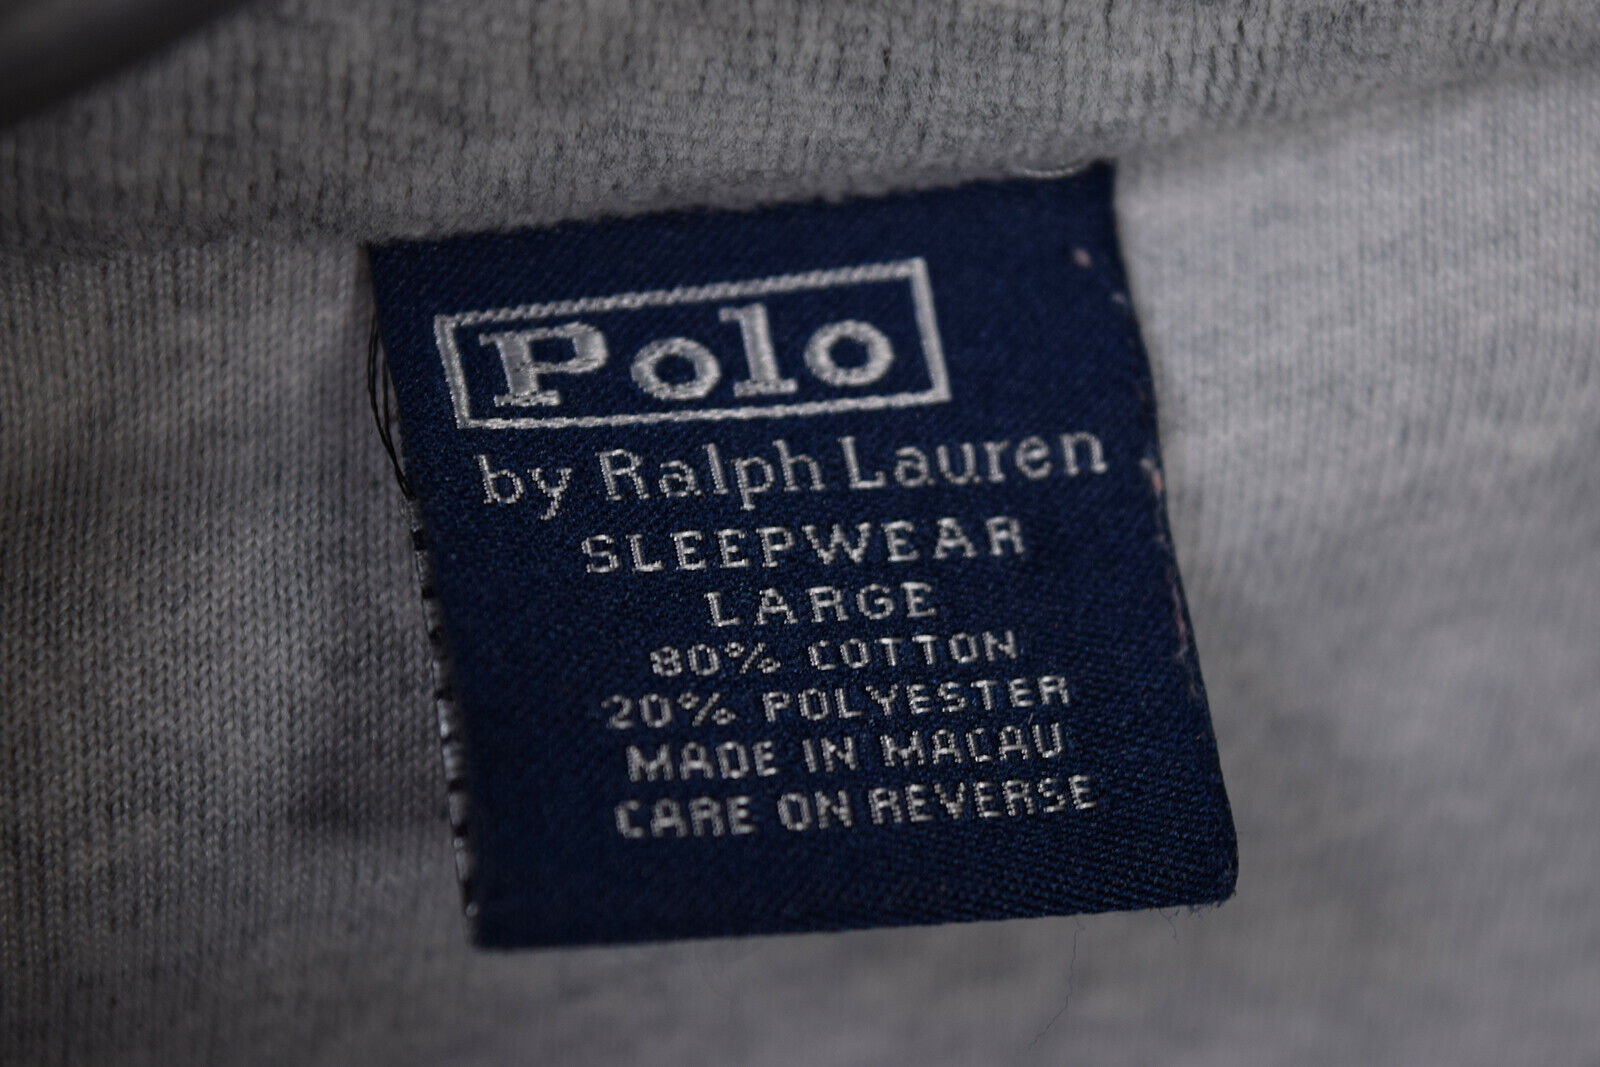 Polo
by Ralph Lauren
SLEEPWEAR
LARGE
80% COTTON
20% POLYESTER
MADE IN MACAU
CARE ON REVERSE